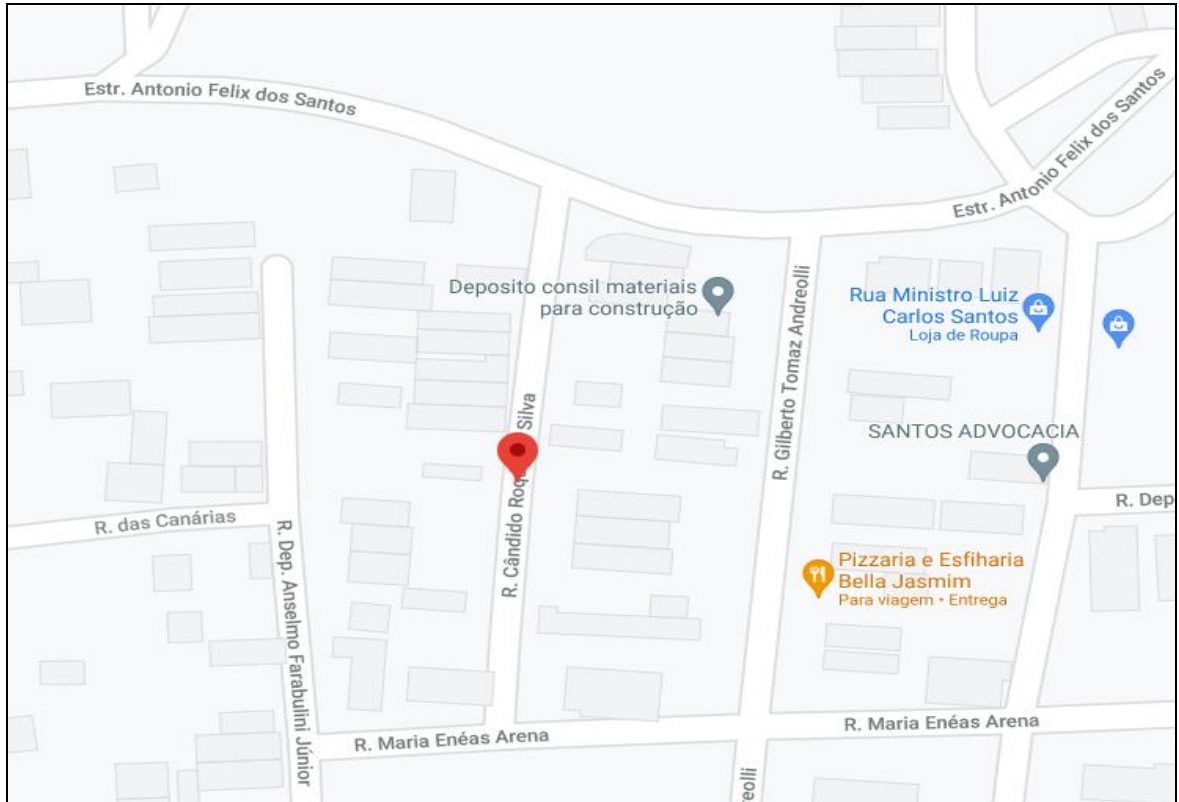 Estr. Antonio Felix dos Santos
Estr. Antonio Felix dos Santos
Deposito consil materiais
para construção
R. Gilberto Tomaz Andreolli
Rua Ministro Luiz
Carlos Santos
Loja de Roupa
SANTOS ADVOCACIA
R. Cândido Roq Silva
R. das Canárias
R. Dep
R. Dep. Anselmo Farabulini Júnior
Pizzaria e Esfiharia
Bella Jasmim
Para viagem • Entrega
R. Maria Enéas Arena
R. Maria Enéas Arena
reolli